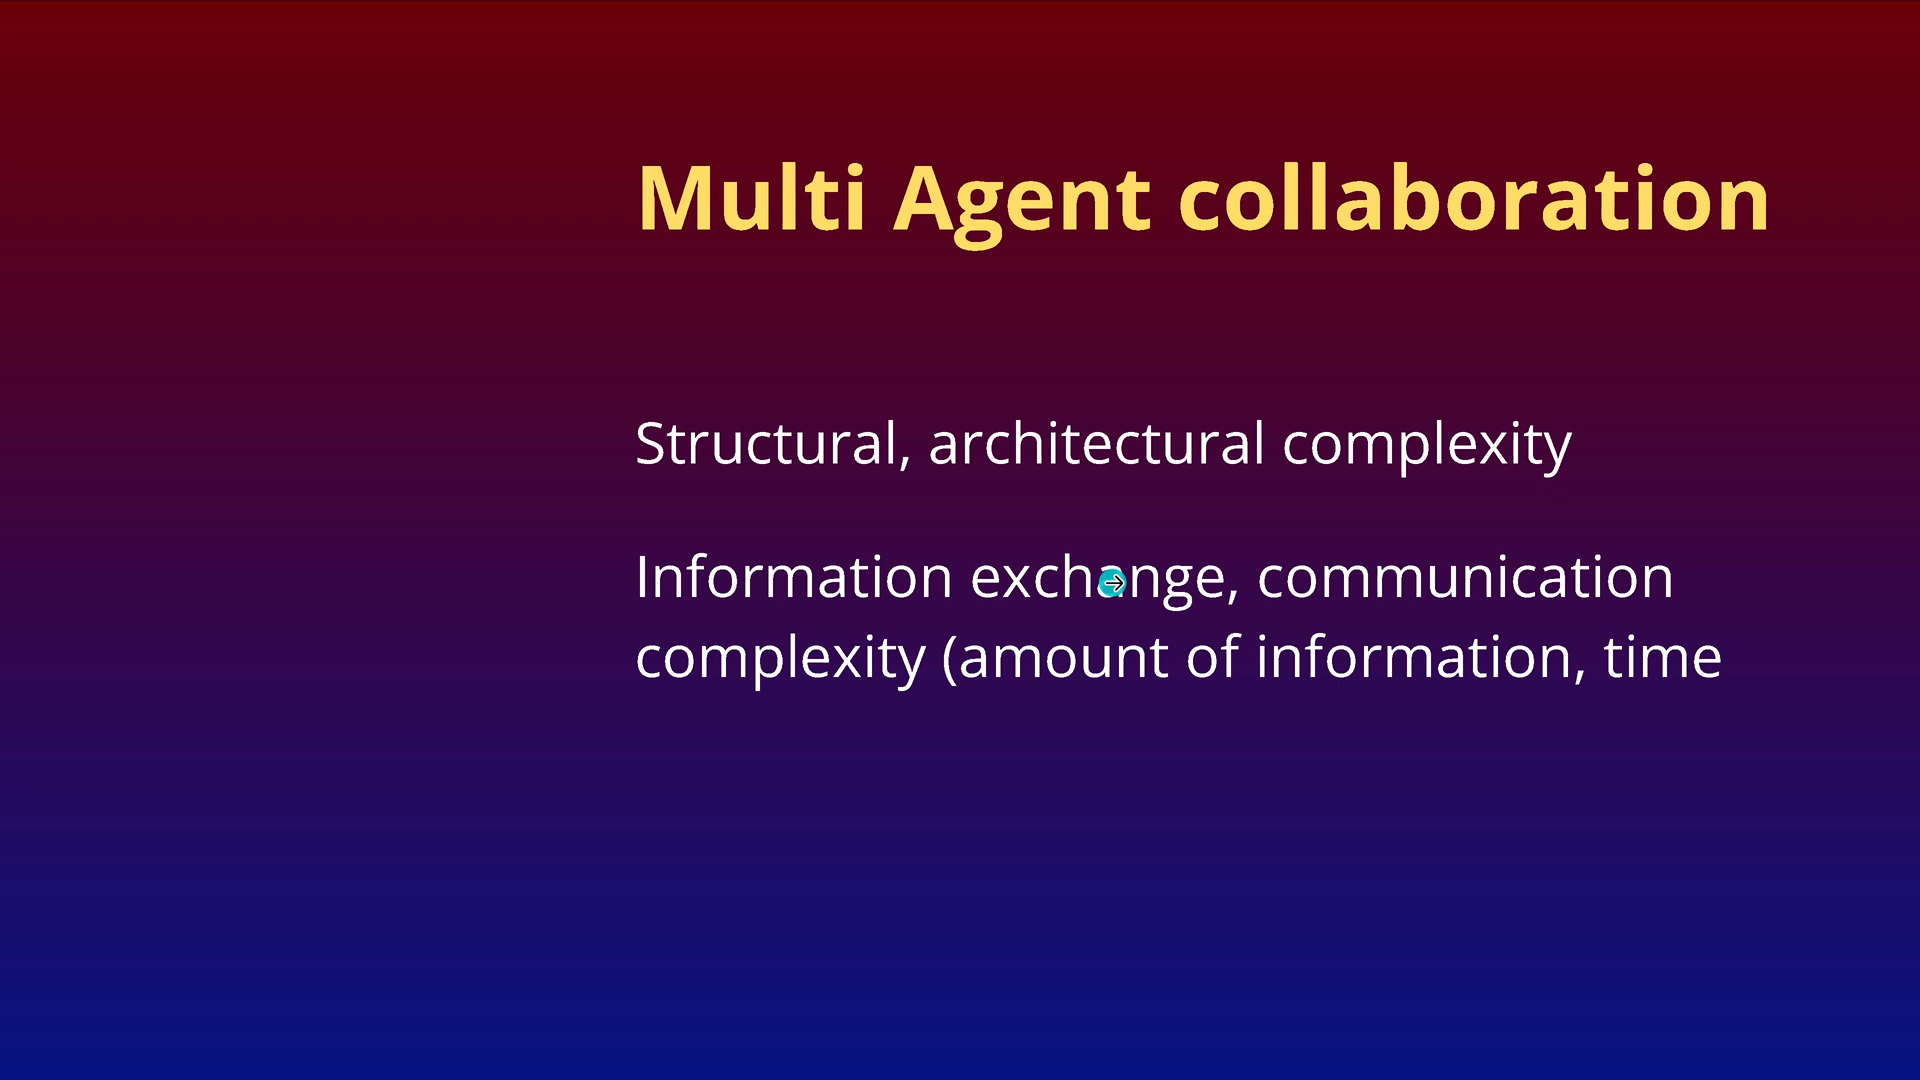 Multi Agent collaboration
Structural, architectural complexity
Information exchange, communication
complexity (amount of information, time